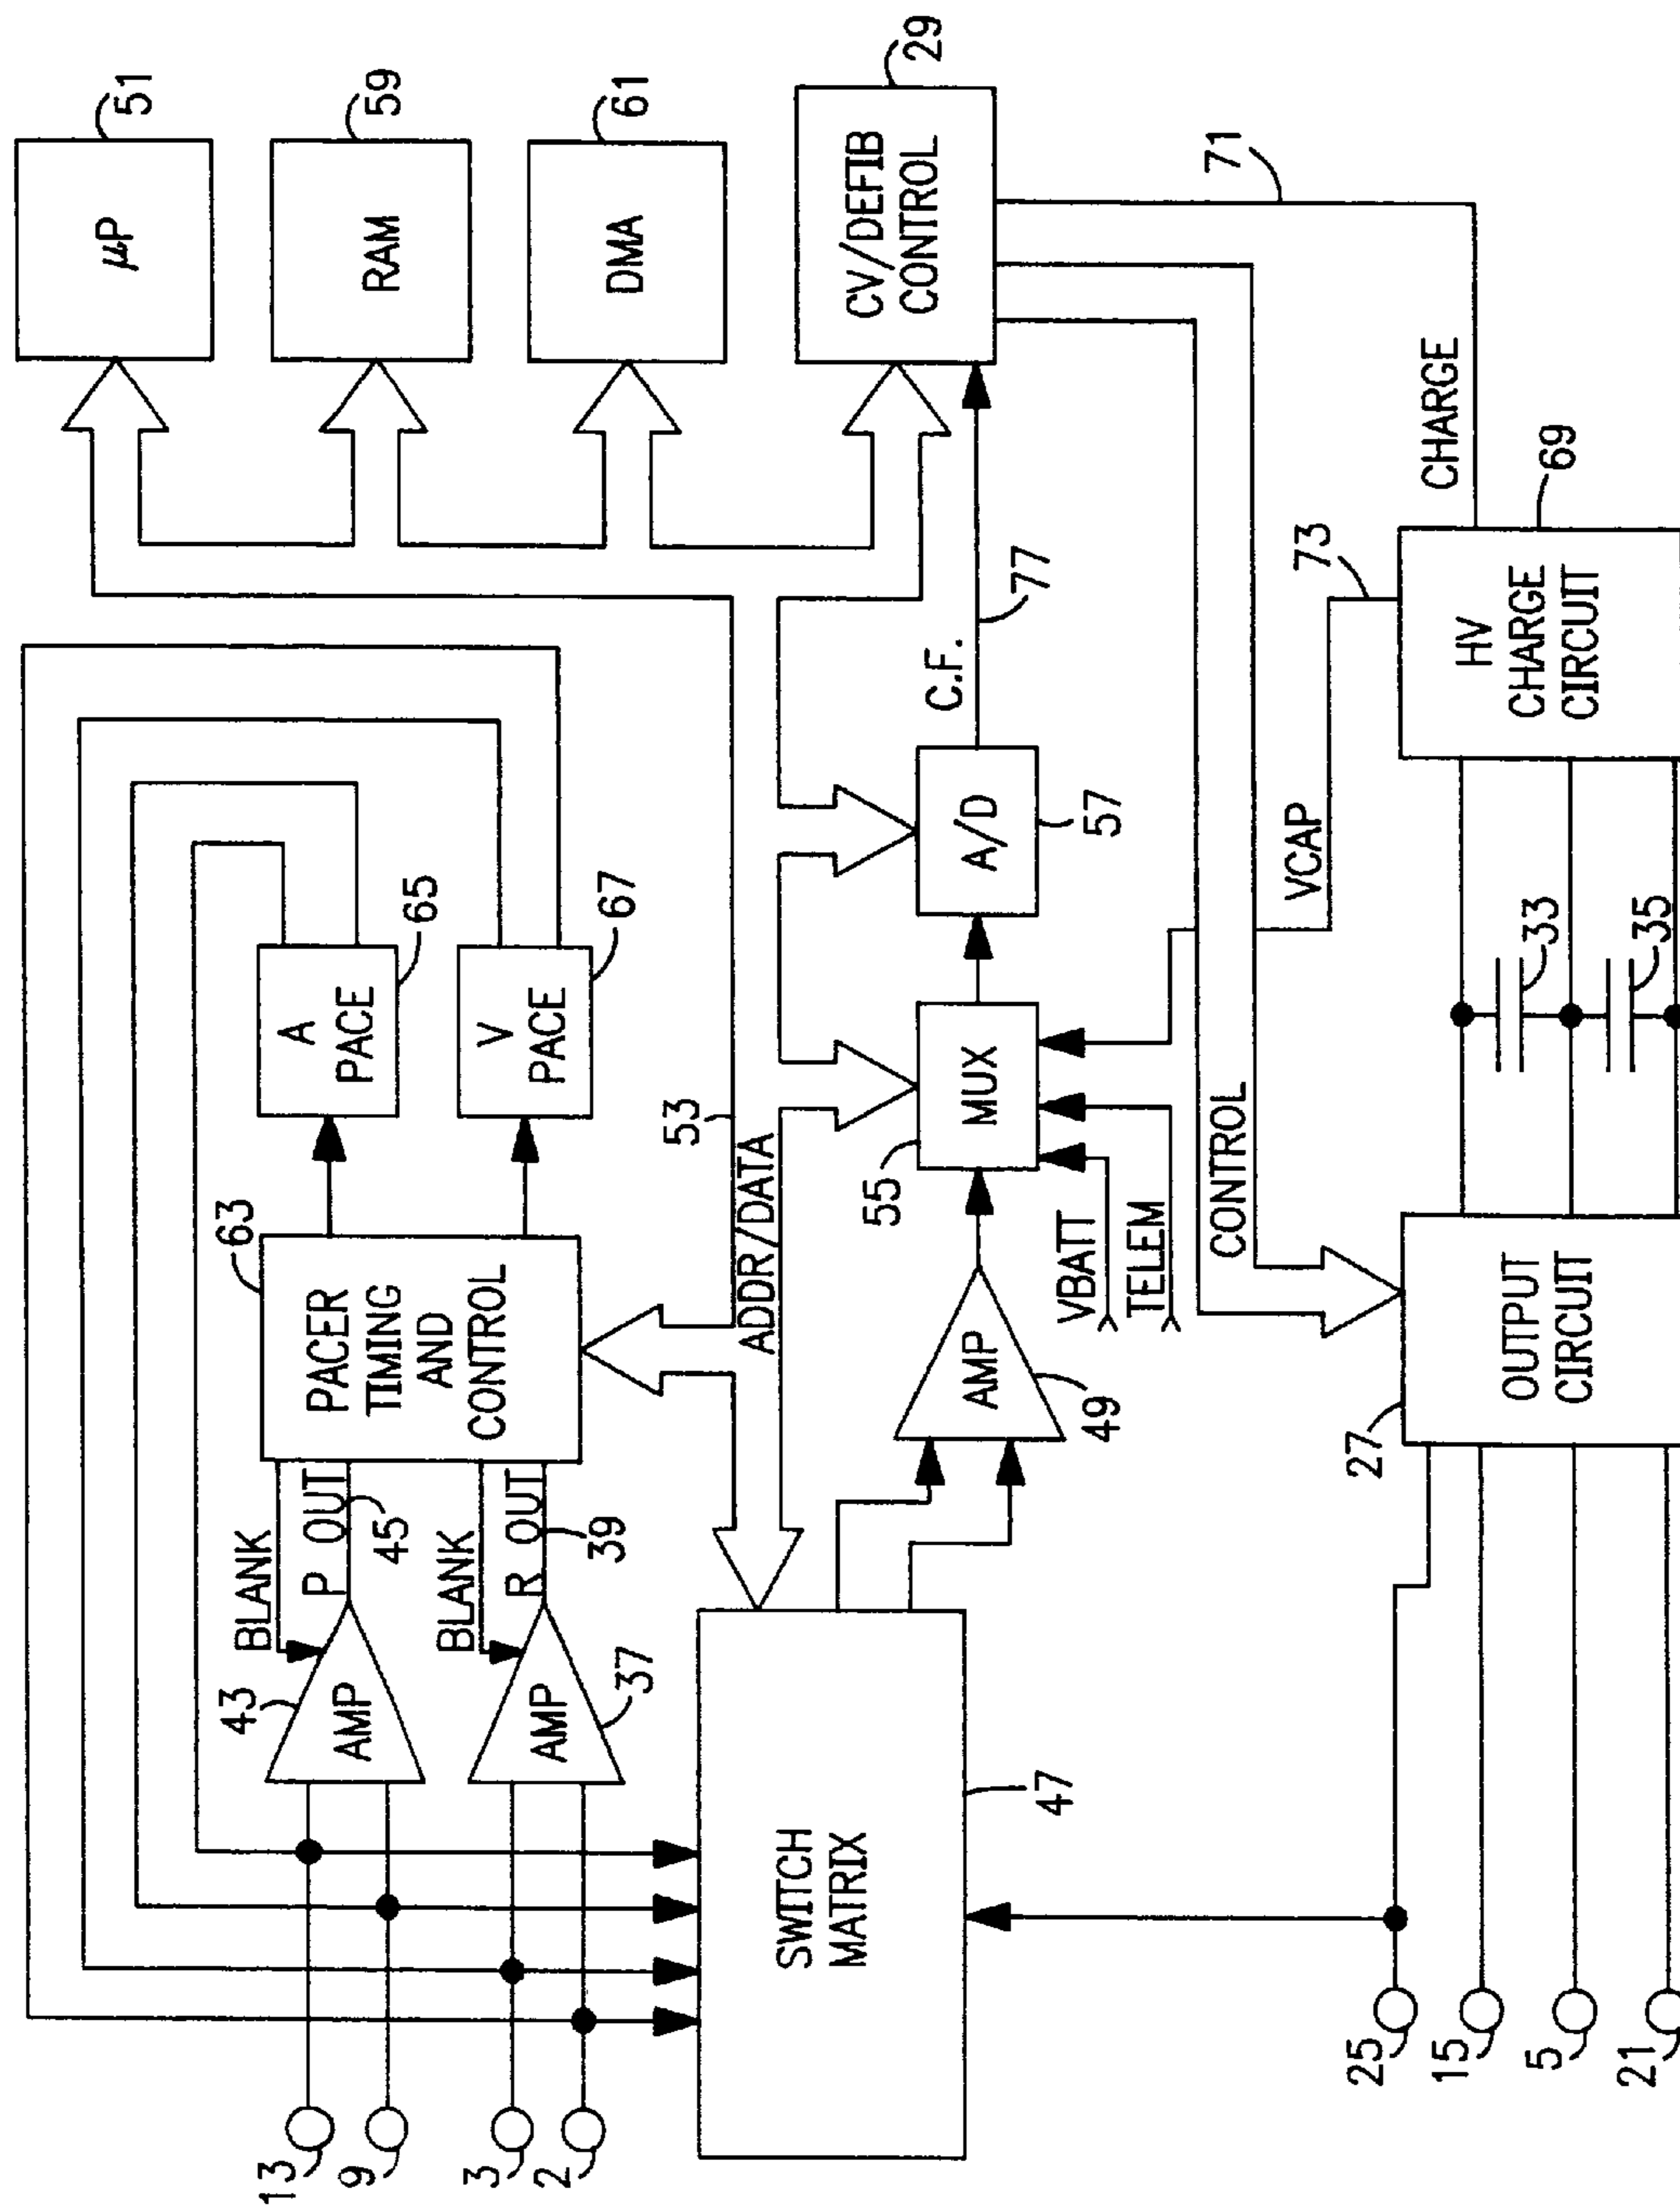 13
9
3
2
43
AMP
BLANK
P OUT
45
37
AMP
BLANK
R OUT
39
63
PACER
TIMING
AND
CONTROL
A
PACE
65
V
PACE
67
μP
51
RAM
59
DMA
61
53
ADDR/DATA
SWITCH
MATRIX
47
AMP
49
55
MUX
A/D
57
C.F.
77
CV/DEFIB
CONTROL
29
VBATT
TELEM
CONTROL
VCAP
73
71
CHARGE
25
15
5
21
27
OUTPUT
CIRCUIT
33
35
HV
CHARGE
CIRCUIT
69